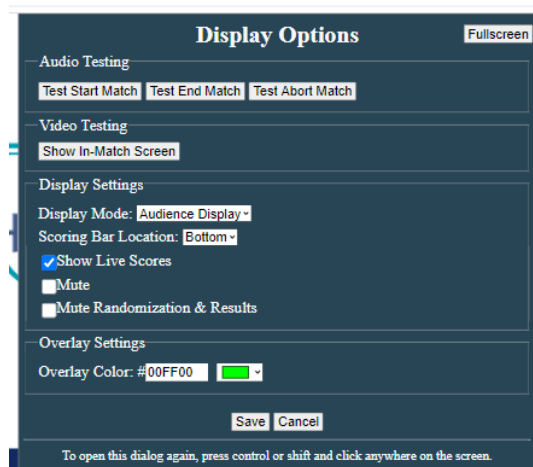 Display Options
Fullscreen
Audio Testing
Test Start Match Test End Match Test Abort Match
Video Testing
Show In-Match Screen
Display Settings
Display Mode: Audience Display
Scoring Bar Location: Bottom
Show Live Scores
Mute
Mute Randomization & Results
Overlay Settings
Overlay Color: #00FF00
Save Cancel
To open this dialog again, press control or shift and click anywhere on the screen.